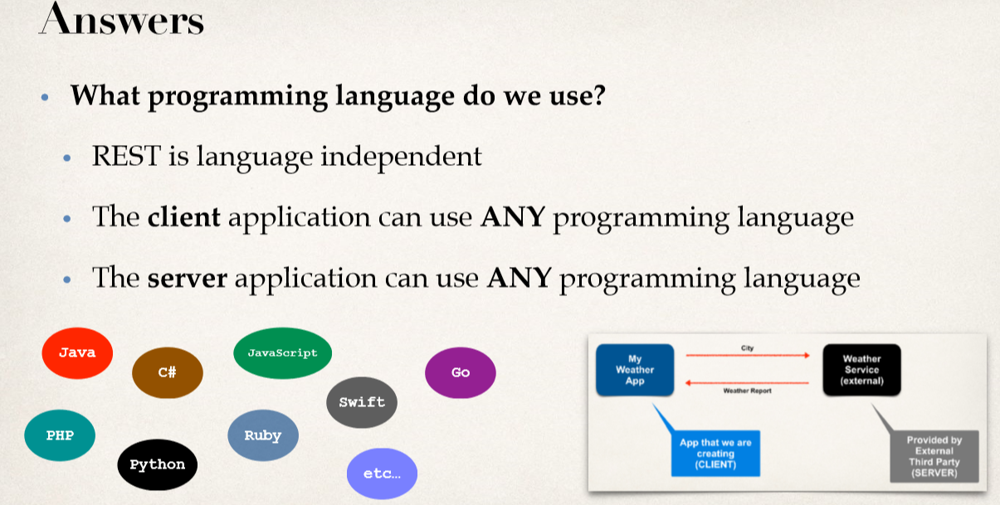 Answers
• What programming language do we use?
• REST is language independent
• The client application can use ANY programming language
• The server application can use ANY programming language
Java
C#
JavaScript
Go
Swift
PHP
Ruby
Python
etc...
My
Weather
App
City
Weather Report
Weather
Service
(external)
App that we are
creating
(CLIENT)
Provided by
External
Third Party
(SERVER)